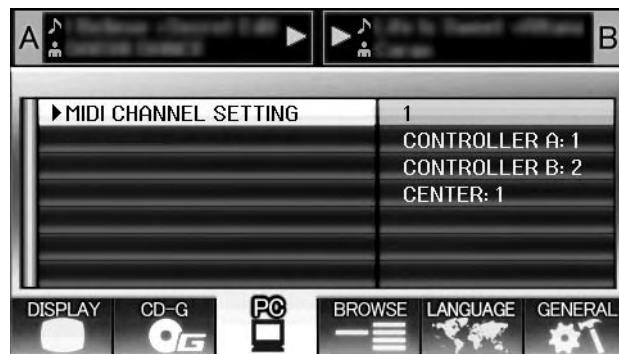 A
B
▶MIDI CHANNEL SETTING 1
CONTROLLER A: 1
CONTROLLER B: 2
CENTER: 1
DISPLAY CD-G PC BROWSE LANGUAGE GENERAL